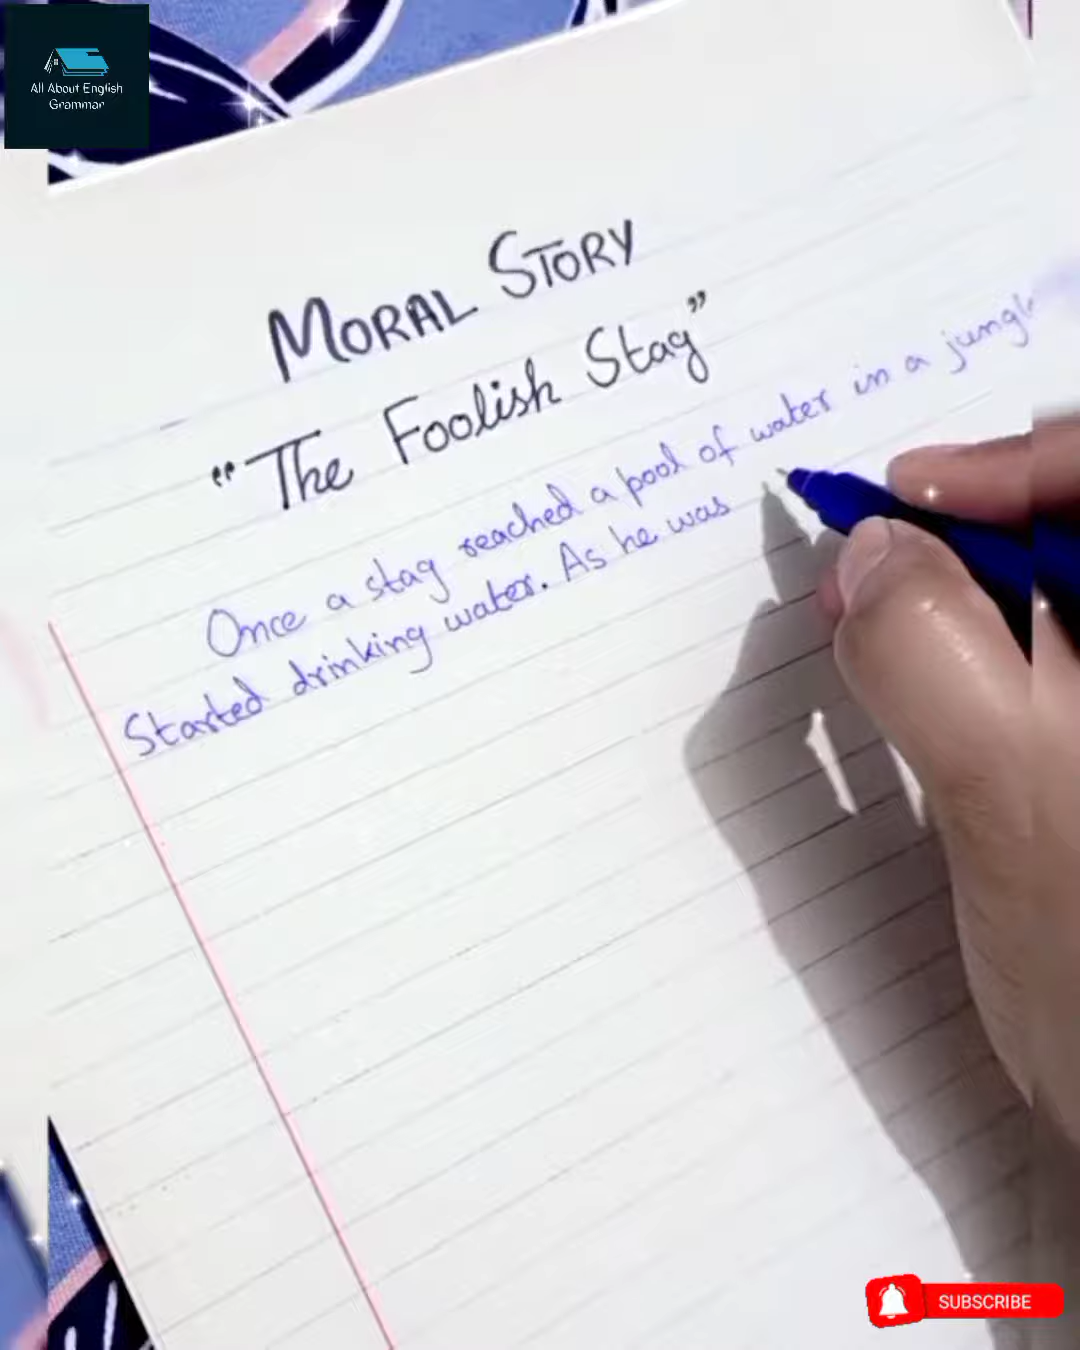 All About English
Grammar
MORAL STORY
"The Foolish Stag"
Once a stag reached a pool of water in a
Started drinking water. As he was
SUBSCRIBE